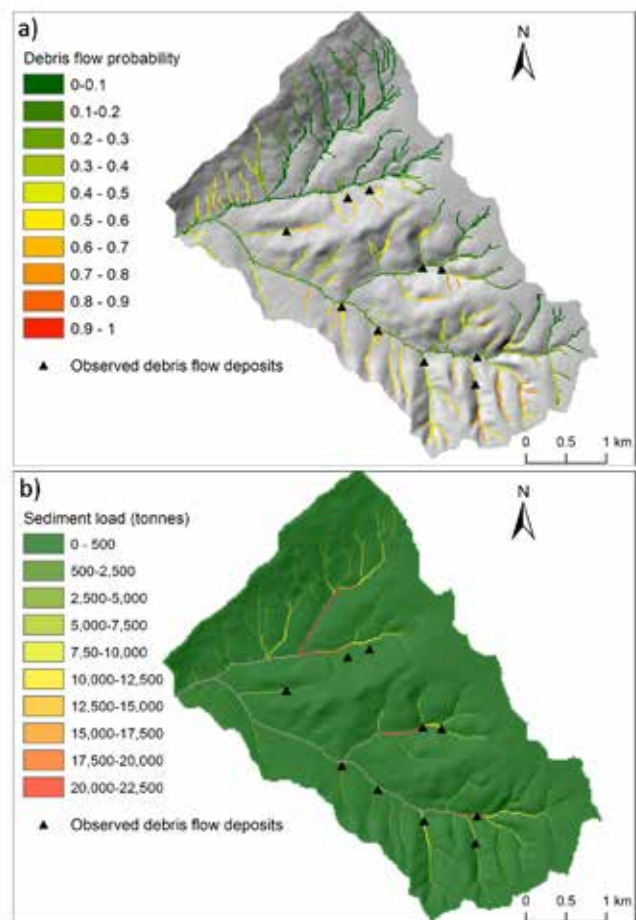 a)
N
Debris flow probability
0-0.1
0.1-0.2
0.2 - 0.3
0.3 - 0.4
0.4 - 0.5
0.5 - 0.6
0.6 - 0.7
0.7 - 0.8
0.8 - 0.9
0.9 - 1
Observed debris flow deposits
0 0.5 1 km
b)
N
Sediment load (tonnes)
0 - 500
500-2,500
2,500-5,000
5,000-7,500
7,50-10,000
10,000-12,500
12,500-15,000
15,000-17,500
17,500-20,000
20,000-22,500
Observed debris flow deposits
0 0.5 1 km